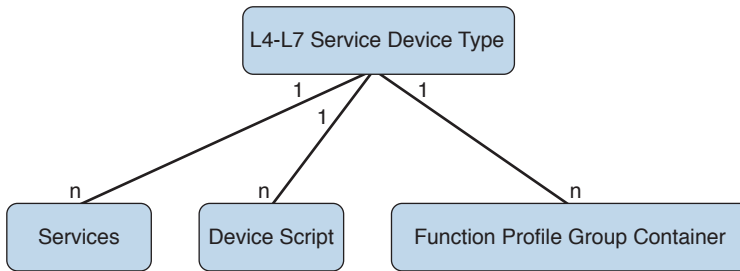 L4-L7 Service Device Type
1
1
1
n
n
n
Services
Device Script
Function Profile Group Container